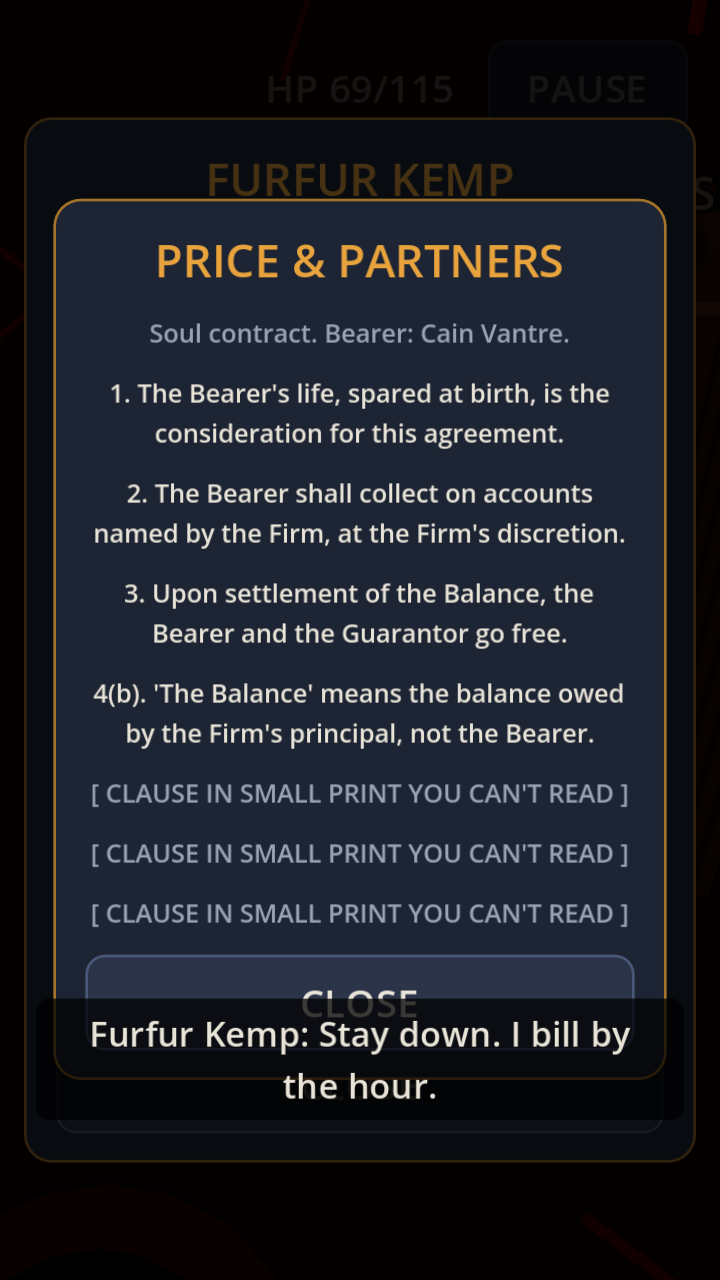 HP 69/115
PAUSE
FURFUR KEMP
S
PRICE & PARTNERS
Soul contract. Bearer: Cain Vantre.
1. The Bearer's life, spared at birth, is the
consideration for this agreement.
2. The Bearer shall collect on accounts
named by the Firm, at the Firm's discretion.
3. Upon settlement of the Balance, the
Bearer and the Guarantor go free.
4(b). 'The Balance' means the balance owed
by the Firm's principal, not the Bearer.
[ CLAUSE IN SMALL PRINT YOU CAN'T READ ]
[ CLAUSE IN SMALL PRINT YOU CAN'T READ ]
[ CLAUSE IN SMALL PRINT YOU CAN'T READ ]
CLOSE
Furfur Kemp: Stay down. I bill by
the hour.